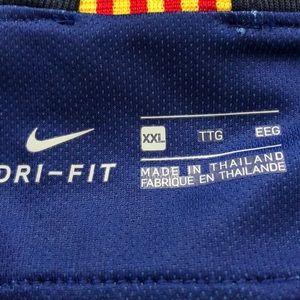 XXL TTG EEG
DRI-FIT
MADE IN THAILAND
FABRIQUE EN THAILANDE